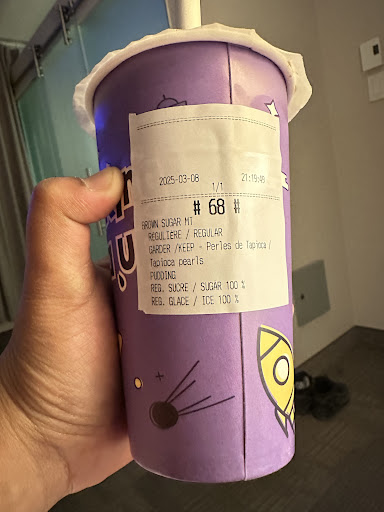 2025-03-08 21:19:49
1/1
# 68 #
BROWN SUGAR MT
REGULIERE / REGULAR
GARDER /KEEP - Perles de Tapioca /
Tapioca pearls
PUDDING
REG. SUCRE / SUGAR 100 %
REG. GLACE / ICE 100 %